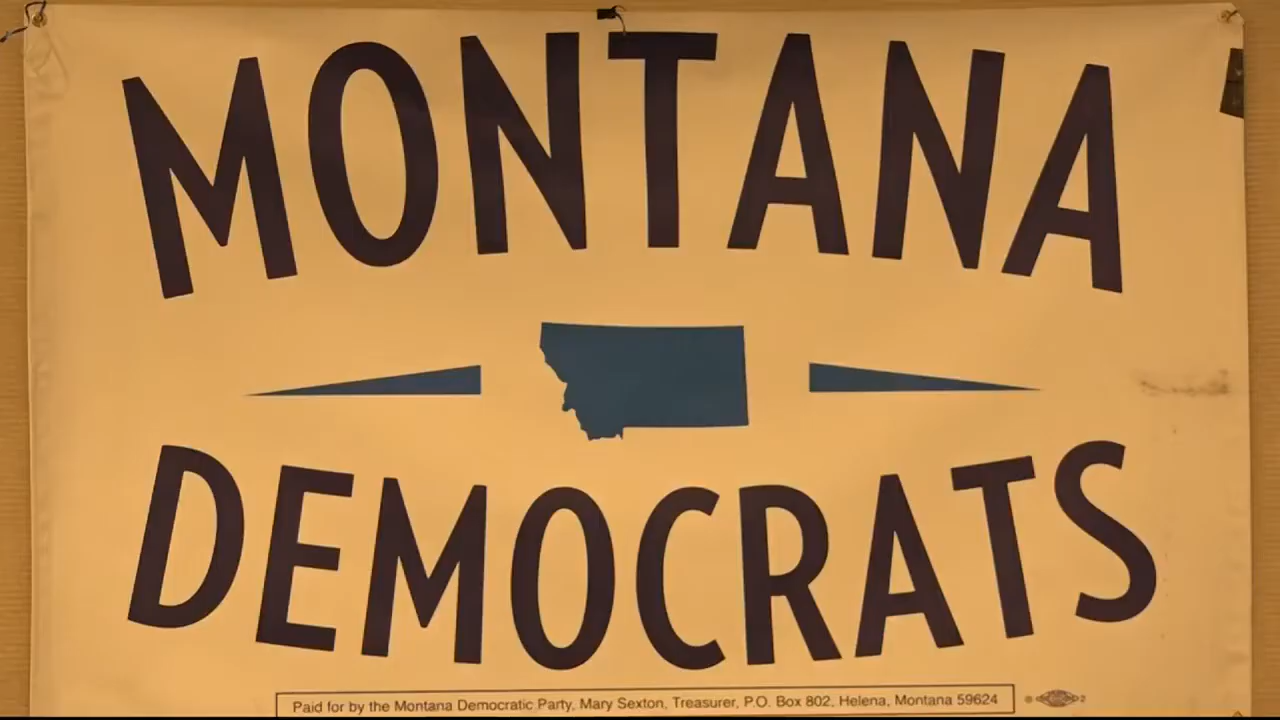 MONTANA
DEMOCRATS
Paid for by the Montana Democratic Party, Mary Sexton, Treasurer, P.O. Box 802, Helena, Montana 59624